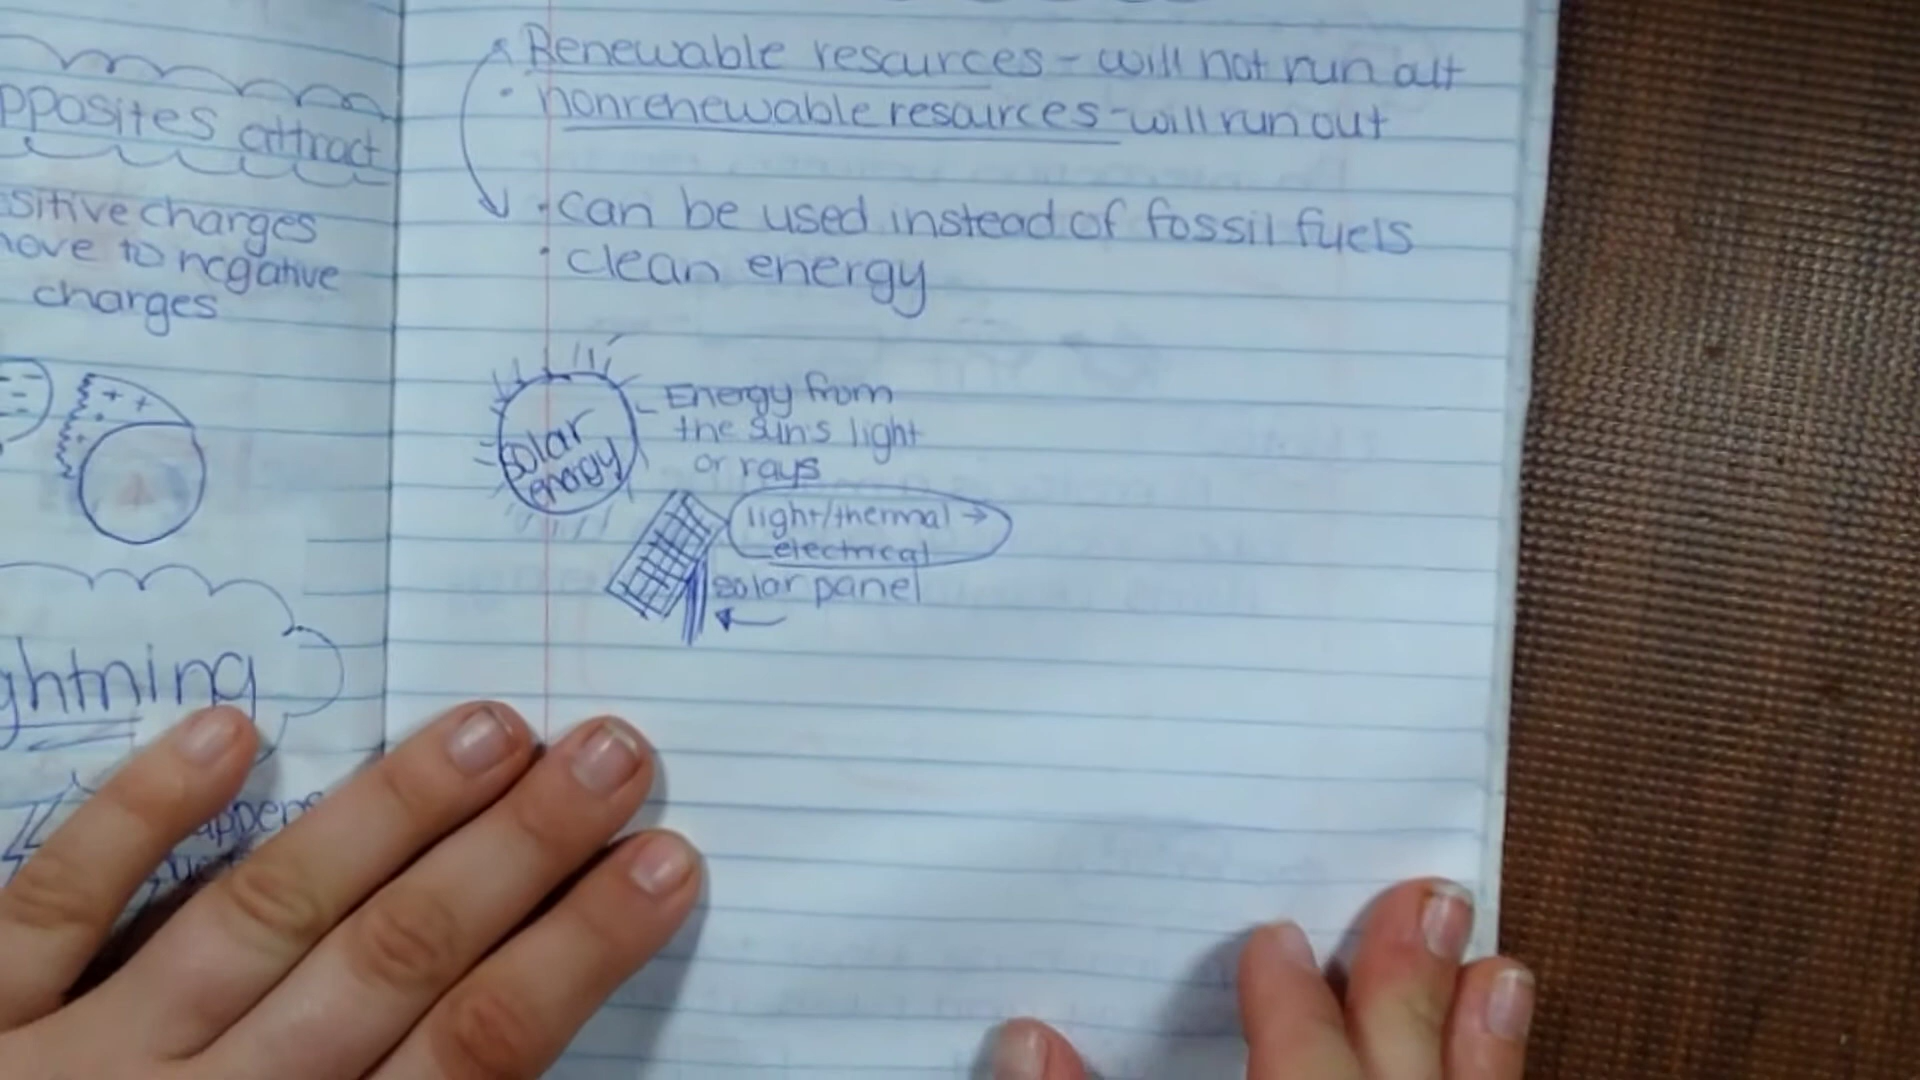 pposites attract
sitive charges
ove to negative
charges
ghtning
appens
Renewable resources - will not run out
• nonrenewable resources - will run out
• can be used instead of fossil fuels
• clean energy
solar
energy
Energy from
the sun's light
or rays
light/thermal →
electrical
solar panel